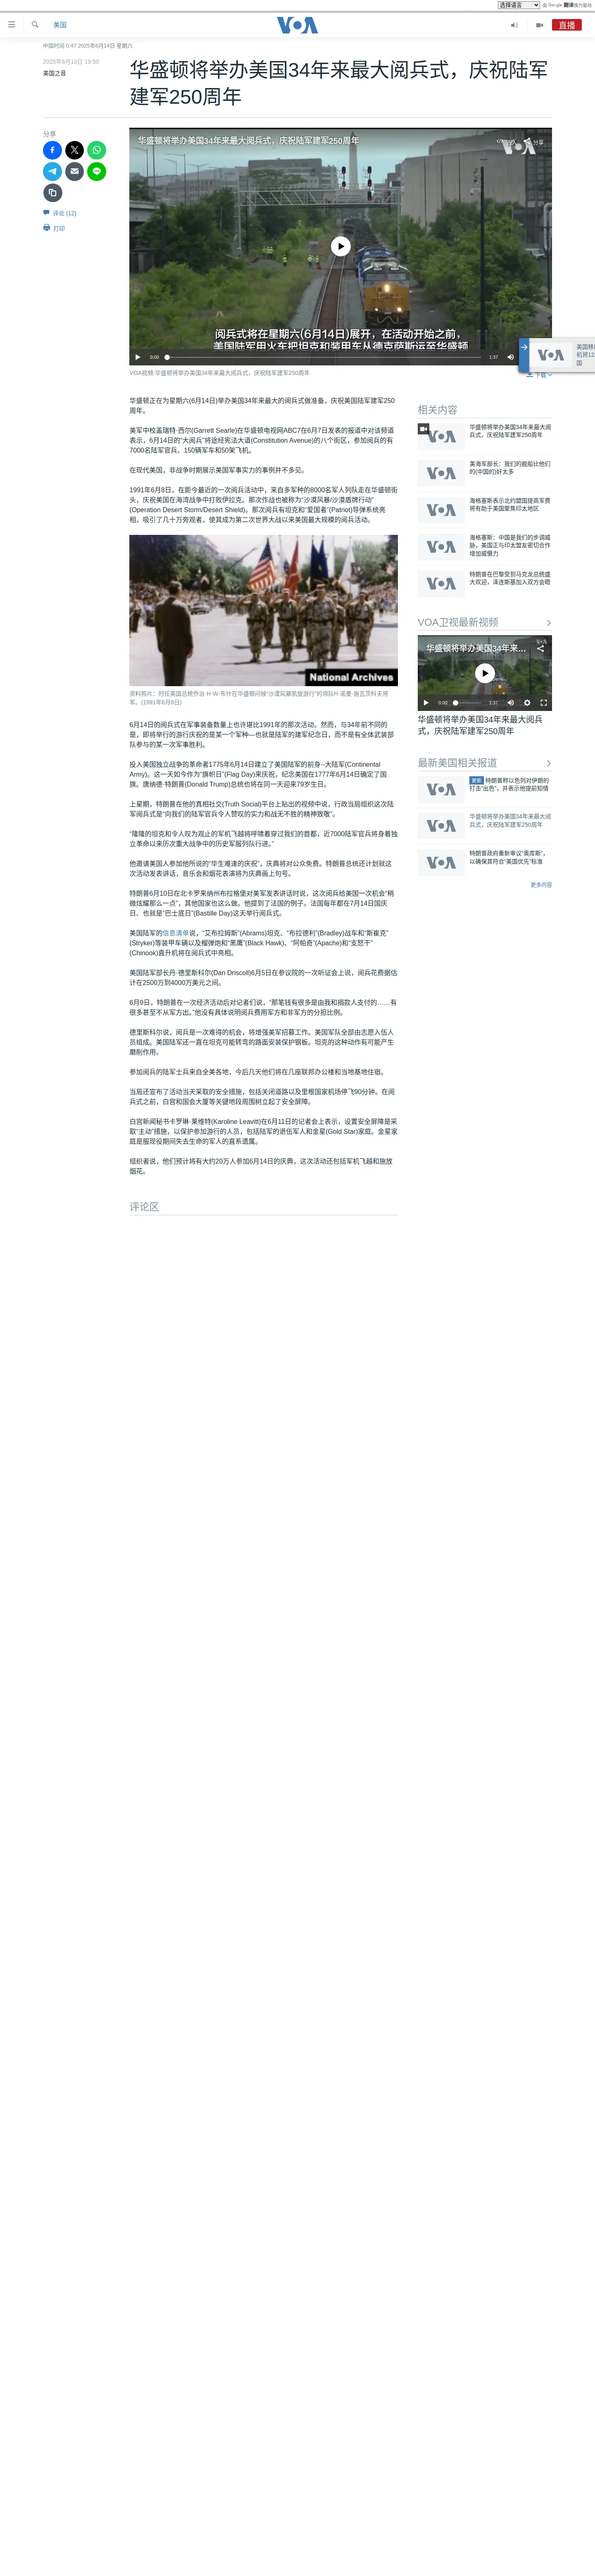 选择语言 由 Google 翻译强力驱动
美国
VOA
直播
中国时间 0:47 2025年6月14日 星期六
2025年6月13日 19:50
美国之音
华盛顿将举办美国34年来最大阅兵式，庆祝陆军
建军250周年
分享
评论 (12)
打印
华盛顿将举办美国34年来最大阅兵式，庆祝陆军建军250周年
分享
VOA
阅兵式将在星期六(6月14日)展开，在活动开始之前，
美国陆军用火车把坦克和装甲车从德克萨斯运至华盛顿
0:00
1:37
VOA视频:华盛顿将举办美国34年来最大阅兵式，庆祝陆军建军250周年
下载
VOA
华盛顿正在为星期六(6月14日)举办美国34年来最大的阅兵式做准备，庆祝美国陆军建军250
周年。
美军中校盖瑞特·西尔(Garrett Searle)在华盛顿电视网ABC7在6月7日发表的报道中对该频道
表示，6月14日的“大阅兵”将途经宪法大道(Constitution Avenue)的八个街区，参加阅兵的有
7000名陆军官兵、150辆军车和50架飞机。
在现代美国，非战争时期展示美国军事实力的事例并不多见。
1991年6月8日，在距今最近的一次阅兵活动中，来自多军种的8000名军人列队走在华盛顿街
头，庆祝美国在海湾战争中打败伊拉克。那次作战也被称为“沙漠风暴/沙漠盾牌行动”
(Operation Desert Storm/Desert Shield)。那次阅兵有坦克和“爱国者”(Patriot)导弹系统亮
相，吸引了几十万旁观者，使其成为第二次世界大战以来美国最大规模的阅兵活动。
National Archives
资料照片：时任美国总统乔治·H·W·布什在华盛顿问候“沙漠风暴凯旋游行”的领队H·诺曼·施瓦茨科夫将
军。(1991年6月8日)
6月14日的阅兵式在军事装备数量上也许堪比1991年的那次活动。然而，与34年前不同的
是，即将举行的游行庆祝的是某一个军种—也就是陆军的建军纪念日，而不是有全体武装部
队参与的某一次军事胜利。
投入美国独立战争的革命者1775年6月14日建立了美国陆军的前身--大陆军(Continental
Army)。这一天如今作为“旗帜日”(Flag Day)来庆祝，纪念美国在1777年6月14日确定了国
旗。唐纳德·特朗普(Donald Trump)总统也将在同一天迎来79岁生日。
上星期，特朗普在他的真相社交(Truth Social)平台上贴出的视频中说，行政当局组织这次陆
军阅兵式是“向我们的陆军官兵令人赞叹的实力和战无不胜的精神致敬”。
“隆隆的坦克和令人叹为观止的军机飞越将呼啸着穿过我们的首都，近7000陆军官兵将身着独
立革命以来历次重大战争中的历史军服列队行进。”
他邀请美国人参加他所说的“毕生难逢的庆祝”，庆典将对公众免费。特朗普总统还计划就这
次活动发表讲话，音乐会和烟花表演将为庆典画上句号。
特朗普6月10日在北卡罗来纳州布拉格堡对美军发表讲话时说，这次阅兵给美国一次机会“稍
微炫耀那么一点”，其他国家也这么做。他提到了法国的例子。法国每年都在7月14日国庆
日、也就是“巴士底日”(Bastille Day)这天举行阅兵式。
美国陆军的信息清单说，“艾布拉姆斯”(Abrams)坦克、“布拉德利”(Bradley)战车和“斯崔克”
(Stryker)等装甲车辆以及榴弹炮和“黑鹰”(Black Hawk)、“阿帕奇”(Apache)和“支怒干”
(Chinook)直升机将在阅兵式中亮相。
美国陆军部长丹·德里斯科尔(Dan Driscoll)6月5日在参议院的一次听证会上说，阅兵花费据估
计在2500万到4000万美元之间。
6月9日，特朗普在一次经济活动后对记者们说，“那笔钱有很多是由我和捐款人支付的……有
很多甚至不从军方出。”他没有具体说明阅兵费用军方和非军方的分担比例。
德里斯科尔说，阅兵是一次难得的机会，将增强美军招募工作。美国军队全部由志愿入伍人
员组成。美国陆军还一直在坦克可能转弯的路面安装保护钢板。坦克的这种动作有可能产生
磨削作用。
参加阅兵的陆军士兵来自全美各地，今后几天他们将在几座联邦办公楼和当地基地住宿。
当局还宣布了活动当天采取的安全措施，包括关闭道路以及里根国家机场停飞90分钟。在阅
兵式之前，白宫和国会大厦等关键地段周围树立起了安全屏障。
白宫新闻秘书卡罗琳·莱维特(Karoline Leavitt)在6月11日的记者会上表示，设置安全屏障是采
取“主动”措施，以保护参加游行的人员，包括陆军的退伍军人和金星(Gold Star)家庭。金星家
庭是服现役期间失去生命的军人的直系遗属。
组织者说，他们预计将有大约20万人参加6月14日的庆典，这次活动还包括军机飞越和施放
烟花。
评论区
相关内容
华盛顿将举办美国34年来最大阅
兵式，庆祝陆军建军250周年
美海军部长：我们的舰船比他们
的(中国的)好太多
海格塞斯表示北约盟国提高军费
将有助于美国聚焦印太地区
海格塞斯：中国是我们的步调威
胁，美国正与印太盟友密切合作
增加威慑力
特朗普在巴黎受到马克龙总统盛
大欢迎，泽连斯基加入双方会晤
VOA卫视最新视频
华盛顿将举办美国34年来…
0:00
1:37
华盛顿将举办美国34年来最大阅兵
式，庆祝陆军建军250周年
最新美国相关报道
更新 特朗普称以色列对伊朗的
打击“出色”，并表示他提前知情
华盛顿将举办美国34年来最大阅
兵式，庆祝陆军建军250周年
特朗普政府重新审议“奥库斯”，
以确保其符合“美国优先”标准
更多内容